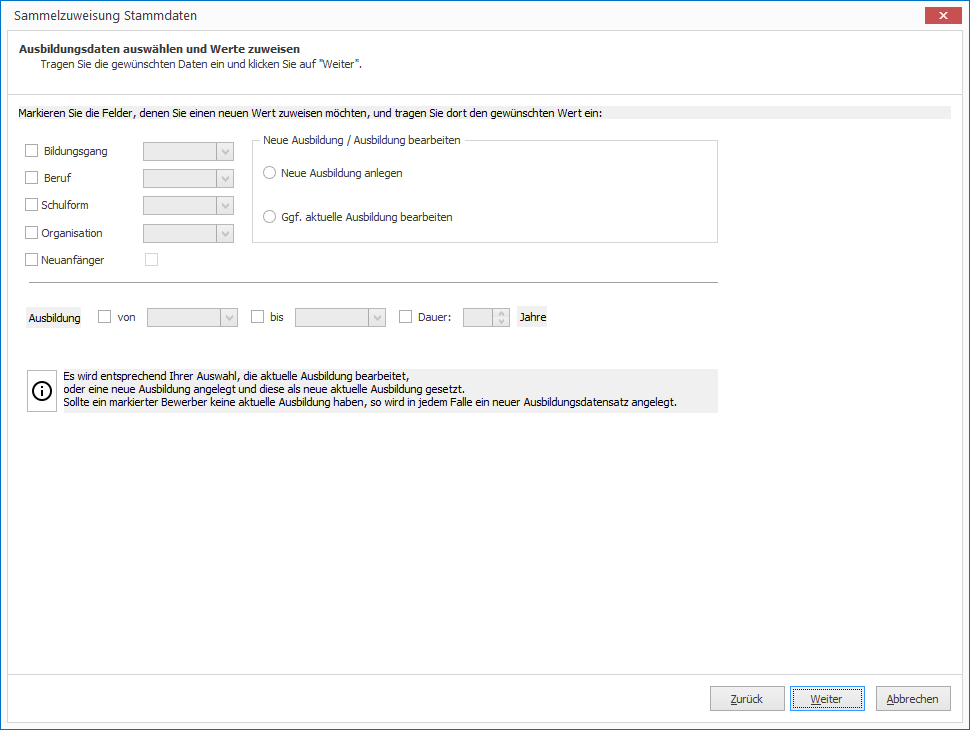 Sammelzuweisung Stammdaten
Ausbildungsdaten auswählen und Werte zuweisen
Tragen Sie die gewünschten Daten ein und klicken Sie auf "Weiter".
Markieren Sie die Felder, denen Sie einen neuen Wert zuweisen möchten, und tragen Sie dort den gewünschten Wert ein:
Bildungsgang
Beruf
Schulform
Organisation
Neuanfänger
Neue Ausbildung / Ausbildung bearbeiten
Neue Ausbildung anlegen
Ggf. aktuelle Ausbildung bearbeiten
Ausbildung von bis Dauer: Jahre
Es wird entsprechend Ihrer Auswahl, die aktuelle Ausbildung bearbeitet,
oder eine neue Ausbildung angelegt und diese als neue aktuelle Ausbildung gesetzt.
Sollte ein markierter Bewerber keine aktuelle Ausbildung haben, so wird in jedem Falle ein neuer Ausbildungsdatensatz angelegt.
Zurück Weiter Abbrechen